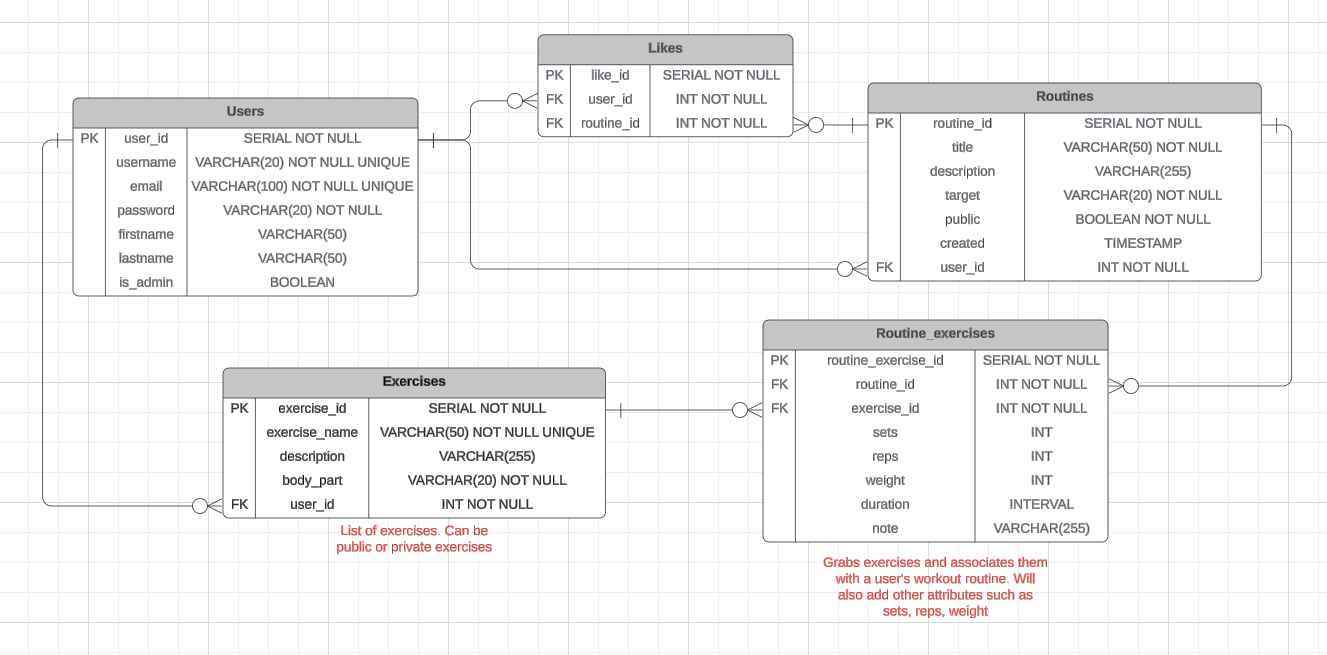 Likes
PK like_id SERIAL NOT NULL
FK user_id INT NOT NULL
FK routine_id INT NOT NULL
Users
PK user_id SERIAL NOT NULL
username VARCHAR(20) NOT NULL UNIQUE
email VARCHAR(100) NOT NULL UNIQUE
password VARCHAR(20) NOT NULL
firstname VARCHAR(50)
lastname VARCHAR(50)
is_admin BOOLEAN
Routines
PK routine_id SERIAL NOT NULL
title VARCHAR(50) NOT NULL
description VARCHAR(255)
target VARCHAR(20) NOT NULL
public BOOLEAN NOT NULL
created TIMESTAMP
FK user_id INT NOT NULL
Exercises
PK exercise_id SERIAL NOT NULL
exercise_name VARCHAR(50) NOT NULL UNIQUE
description VARCHAR(255)
body_part VARCHAR(20) NOT NULL
FK user_id INT NOT NULL
List of exercises. Can be
public or private exercises
Routine_exercises
PK routine_exercise_id SERIAL NOT NULL
FK routine_id INT NOT NULL
FK exercise_id INT NOT NULL
sets INT
reps INT
weight INT
duration INTERVAL
note VARCHAR(255)
Grabs exercises and associates them
with a user's workout routine. Will
also add other attributes such as
sets, reps, weight